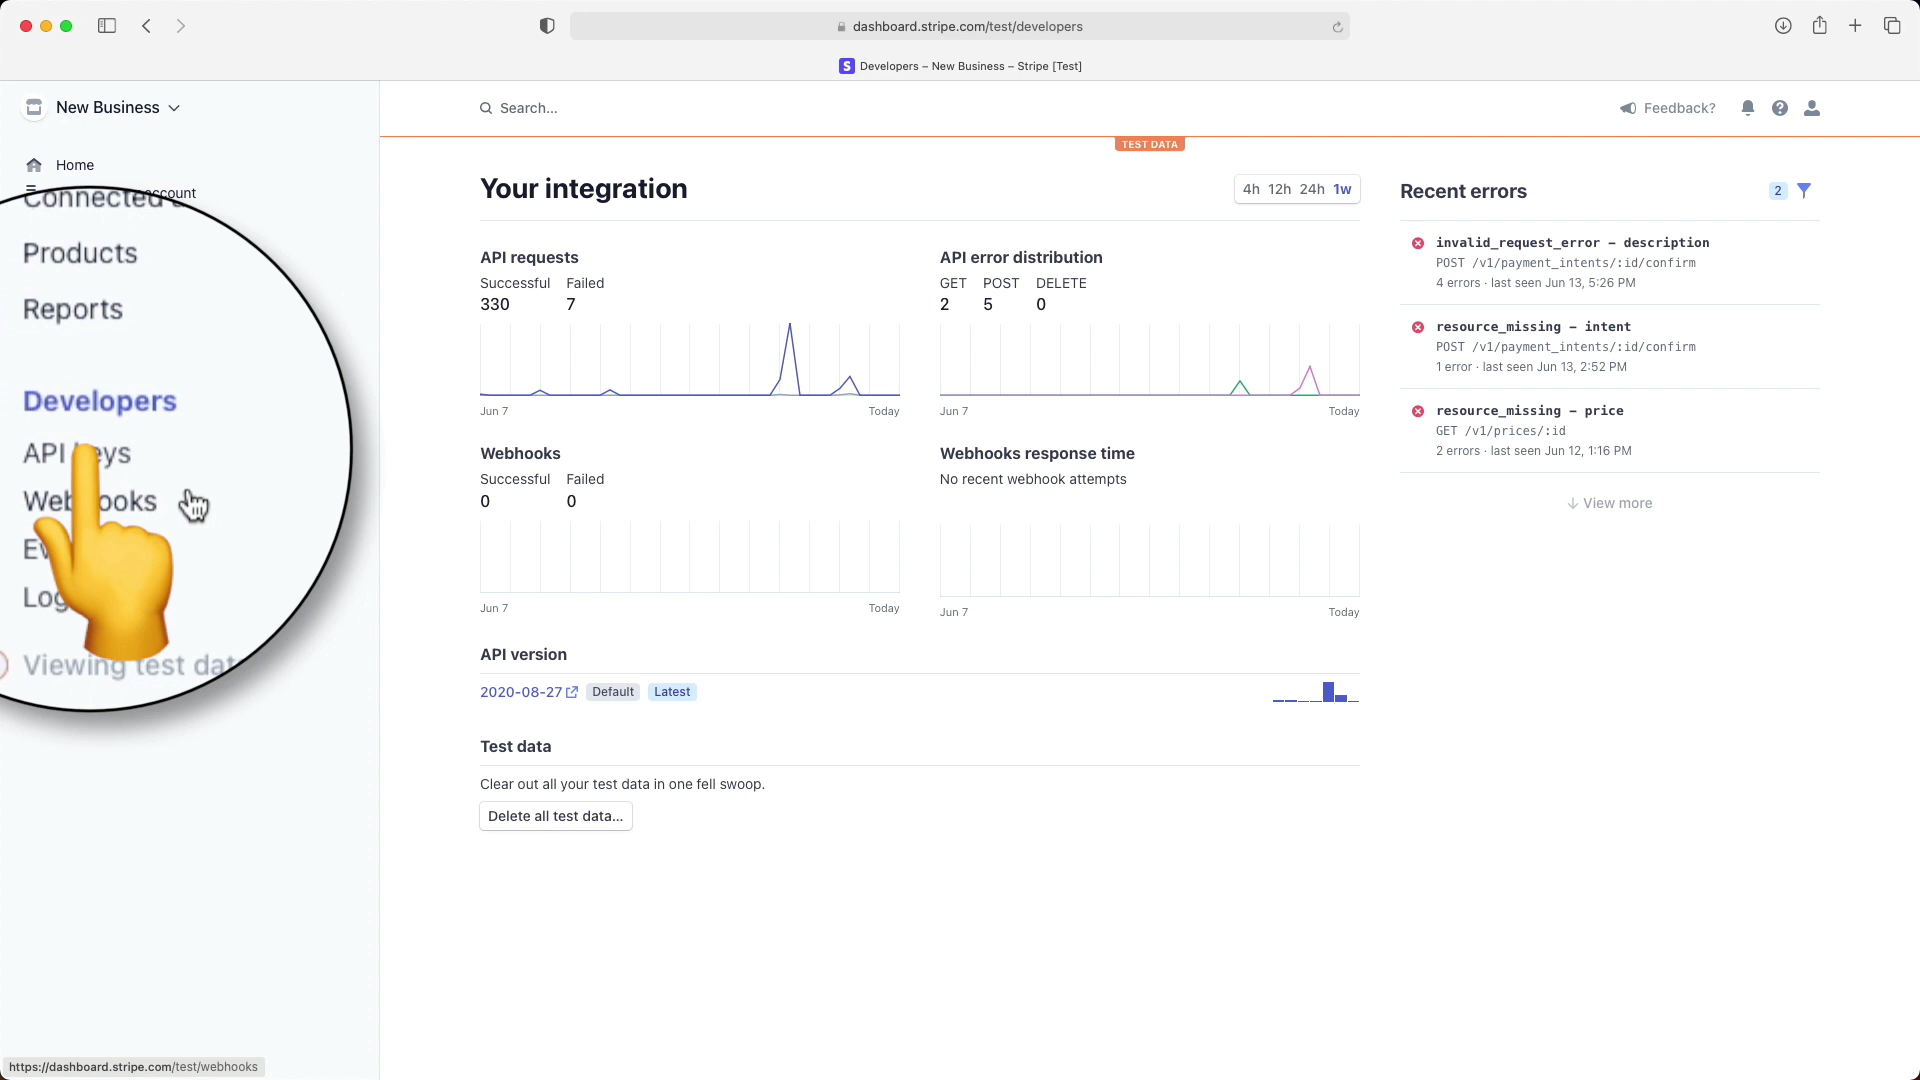 dashboard.stripe.com/test/developers
S Developers – New Business – Stripe [Test]
New Business
Search...
Feedback?
TEST DATA
Home
account
Connected
Products
Reports
Developers
API keys
Webhooks
Viewing test
https://dashboard.stripe.com/test/webhooks
Your integration
4h 12h 24h 1w
API requests
Successful Failed
330 7
Jun 7 Today
API error distribution
GET POST DELETE
2 5 0
Jun 7 Today
Webhooks
Successful Failed
0 0
Jun 7 Today
Webhooks response time
No recent webhook attempts
Jun 7 Today
API version
2020-08-27 Default Latest
Test data
Clear out all your test data in one fell swoop.
Delete all test data...
Recent errors
2
invalid_request_error – description
POST /v1/payment_intents/:id/confirm
4 errors · last seen Jun 13, 5:26 PM
resource_missing – intent
POST /v1/payment_intents/:id/confirm
1 error · last seen Jun 13, 2:52 PM
resource_missing – price
GET /v1/prices/:id
2 errors · last seen Jun 12, 1:16 PM
View more